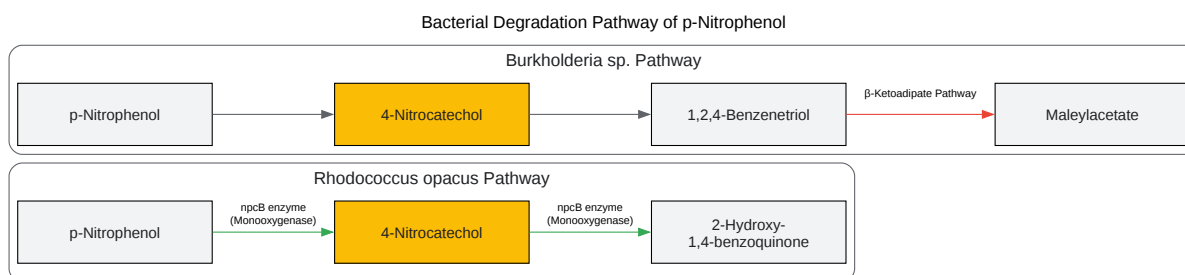 Bacterial Degradation Pathway of p-Nitrophenol
Burkholderia sp. Pathway
p-Nitrophenol
4-Nitrocatechol
1,2,4-Benzenetriol
β-Ketoadipate Pathway
Maleylacetate
Rhodococcus opacus Pathway
p-Nitrophenol
npcB enzyme
(Monooxygenase)
4-Nitrocatechol
npcB enzyme
(Monooxygenase)
2-Hydroxy-
1,4-benzoquinone